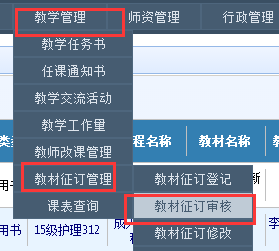 教学管理 师资管理 行政管理
教学任务书
任课通知书
教学交流活动
教学工作量
教师改课管理 程名称 教材名称
教材征订管理 教材征订登记
课表查询 教材征订审核
用书 15级护理312 教材征订修改